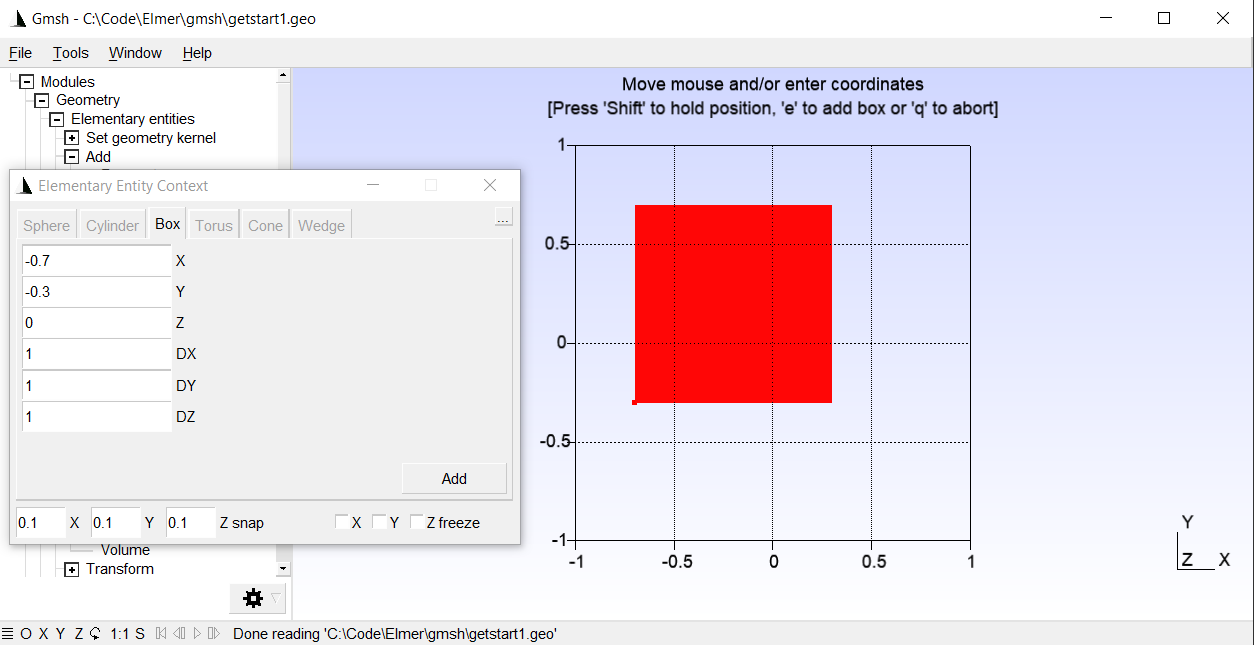 Gmsh - C:\Code\Elmer\gmsh\getstart1.geo
File Tools Window Help
Modules
Geometry
Elementary entities
Set geometry kernel
Add
Elementary Entity Context
Sphere Cylinder Box Torus Cone Wedge ...
-0.7 X
-0.3 Y
0 Z
1 DX
1 DY
1 DZ
Add
0.1 X 0.1 Y 0.1 Z snap X Y Z freeze
Volume
Transform
Move mouse and/or enter coordinates
[Press 'Shift' to hold position, 'e' to add box or 'q' to abort]
1
0.5
0
-0.5
-1
-1 -0.5 0 0.5 1
Y
Z X
O X Y Z 1:1 S Done reading 'C:\Code\Elmer\gmsh\getstart1.geo'